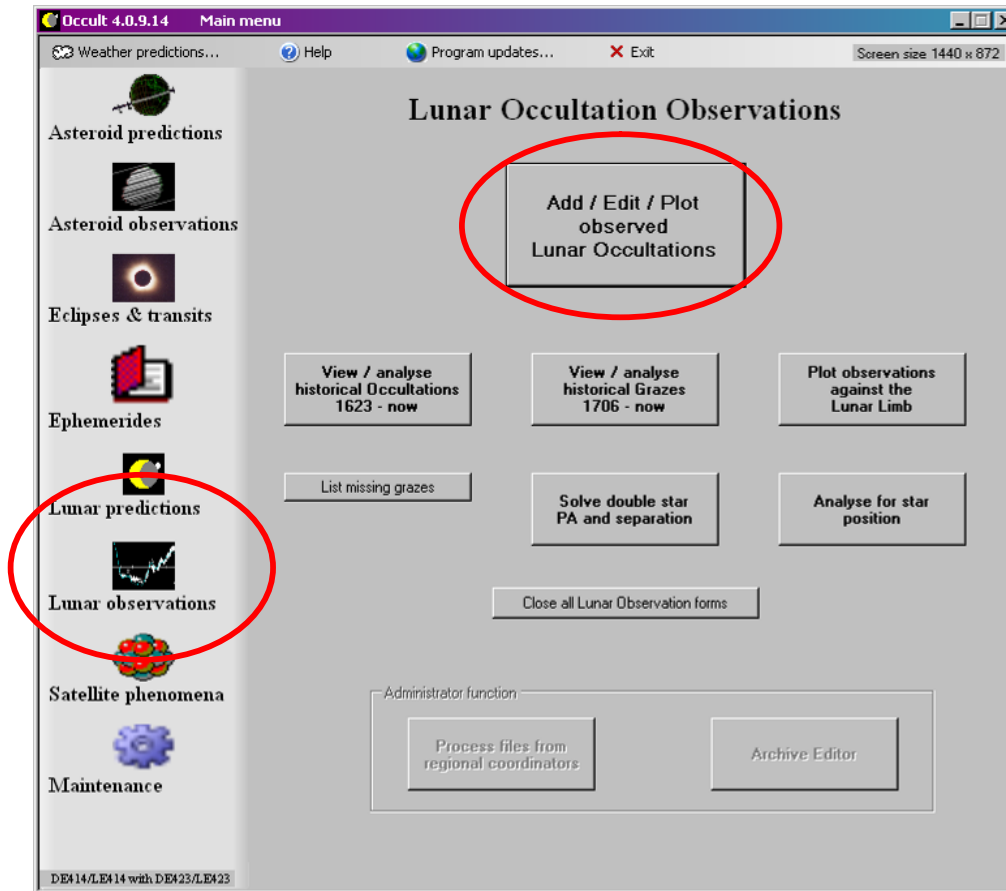 Occult 4.0.9.14 Main menu
Weather predictions... Help Program updates... Exit Screen size 1440 x 872
Asteroid predictions
Asteroid observations
Eclipses & transits
Ephemerides
Lunar predictions
Lunar observations
Satellite phenomena
Maintenance
DE414/LE414 with DE423/LE423
Lunar Occultation Observations
Add / Edit / Plot
observed
Lunar Occultations
View / analyse
historical Occultations
1623 - now
View / analyse
historical Grazes
1706 - now
Plot observations
against the
Lunar Limb
List missing grazes
Solve double star
PA and separation
Analyse for star
position
Close all Lunar Observation forms
Administrator function
Process files from
regional coordinators
Archive Editor